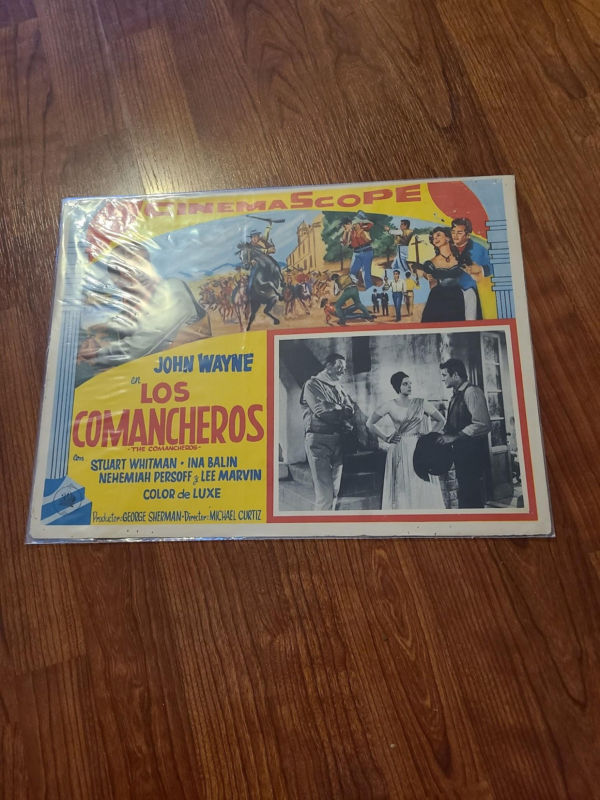 CINEMASCOPE
JOHN WAYNE
en
LOS
COMANCHEROS
-THE COMANCHEROS-
con
STUART WHITMAN • INA BALIN
NEHEMIAH PERSOFF y LEE MARVIN
COLOR de LUXE
Productor: GEORGE SHERMAN - Director: MICHAEL CURTIZ